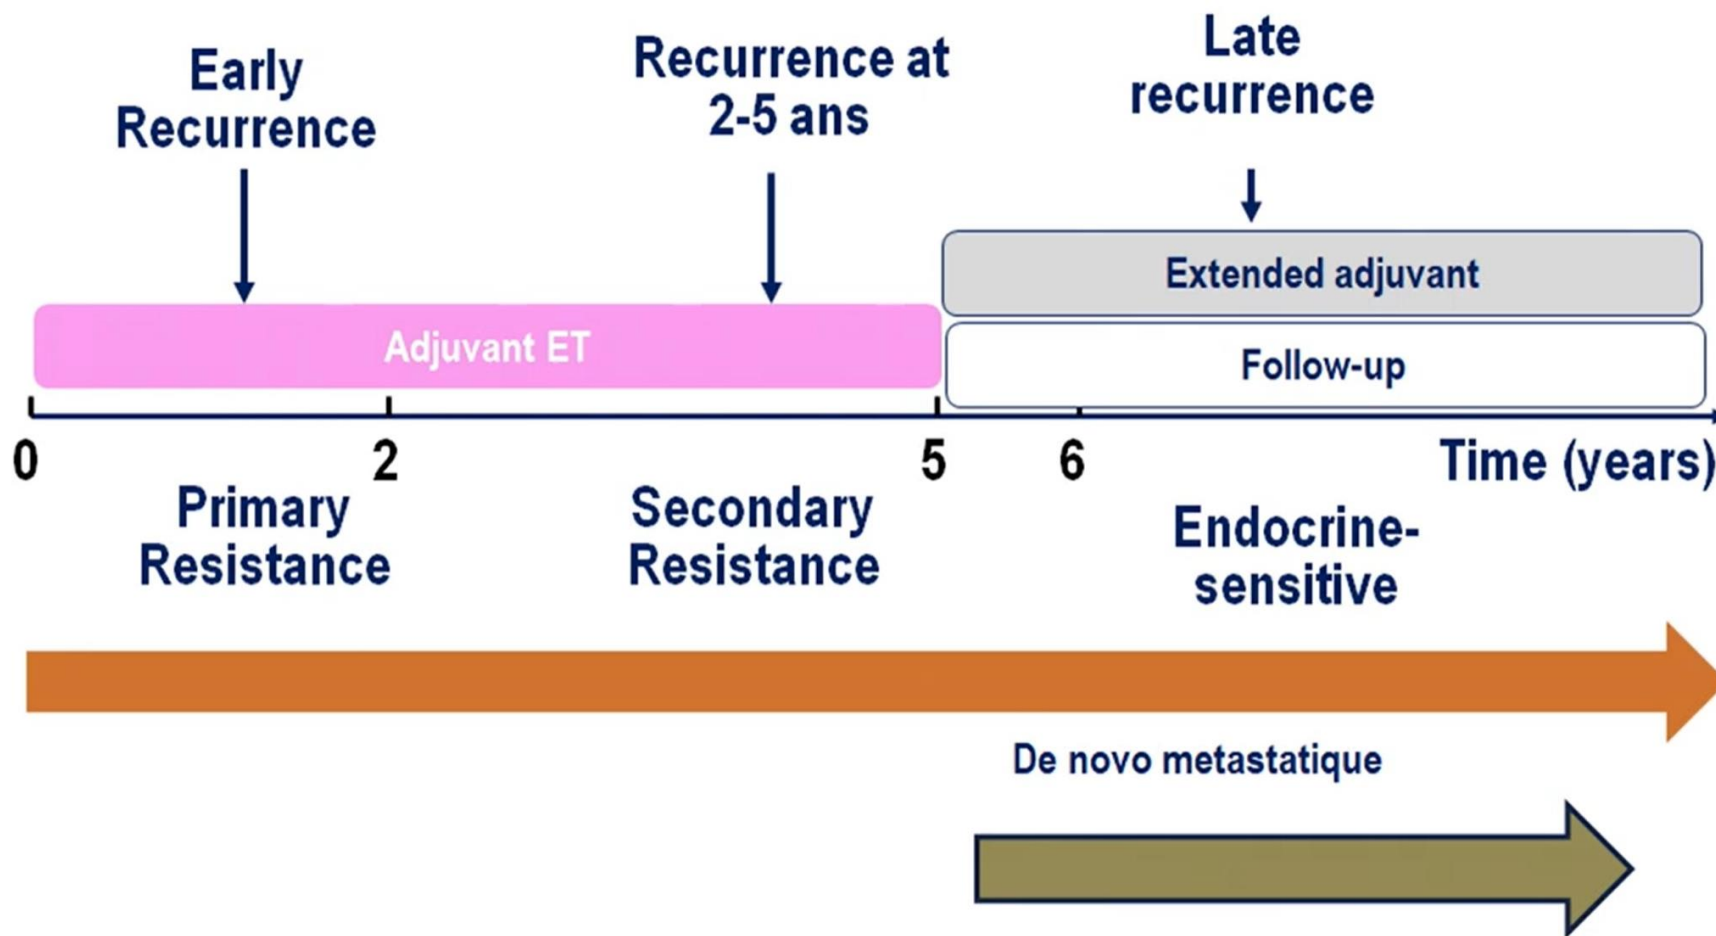 Early
Recurrence
Recurrence at
2-5 ans
Late
recurrence
Extended adjuvant
Adjuvant ET
Follow-up
0
2
5
6
Time (years)
Primary
Resistance
Secondary
Resistance
Endocrine-
sensitive
De novo metastatique